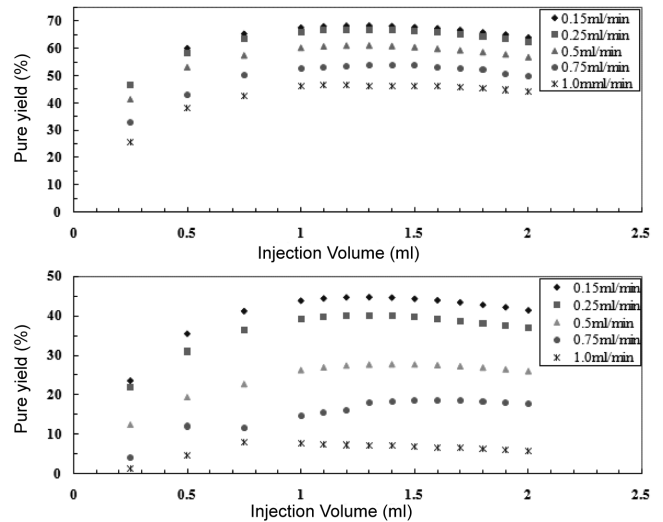 70
60
50
40
30
20
10
0
Pure yield (%)
0.15ml/min
0.25ml/min
0.5ml/min
0.75ml/min
1.0mml/min
0
0.5
1
1.5
2
2.5
Injection Volume (ml)
50
40
30
20
10
0
Pure yield (%)
0.15ml/min
0.25ml/min
0.5ml/min
0.75ml/min
1.0ml/min
0
0.5
1
1.5
2
2.5
Injection Volume (ml)